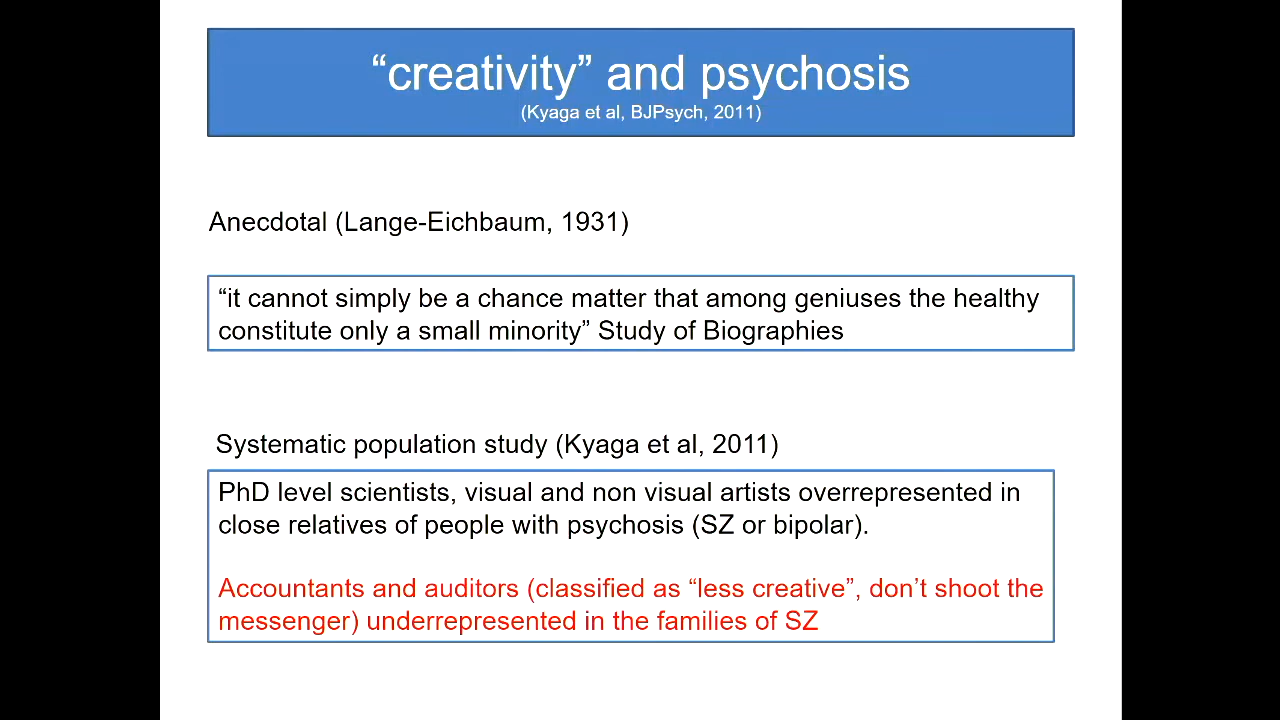 “creativity” and psychosis
(Kyaga et al, BJPsych, 2011)
Anecdotal (Lange-Eichbaum, 1931)
“it cannot simply be a chance matter that among geniuses the healthy
constitute only a small minority” Study of Biographies
Systematic population study (Kyaga et al, 2011)
PhD level scientists, visual and non visual artists overrepresented in
close relatives of people with psychosis (SZ or bipolar).
Accountants and auditors (classified as “less creative”, don’t shoot the
messenger) underrepresented in the families of SZ